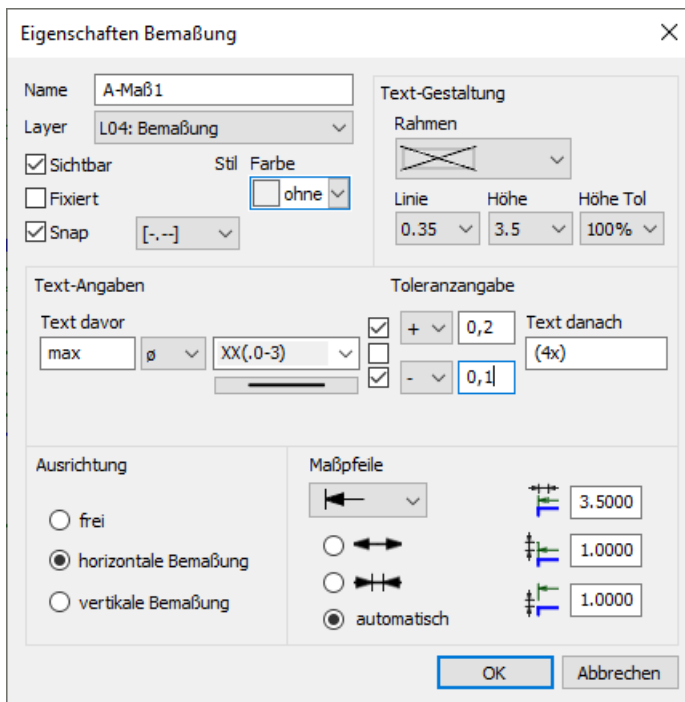 Eigenschaften Bemaßung
Name A-Maß1
Layer L04: Bemaßung
Sichtbar Stil Farbe
Fixiert ohne
Snap [-.--]
Text-Gestaltung
Rahmen
Linie Höhe Höhe Tol
0.35 3.5 100%
Text-Angaben Toleranzangabe
Text davor + 0,2 Text danach
max ø XX(.0-3) (4x)
- 0,1
Ausrichtung
frei
horizontale Bemaßung
vertikale Bemaßung
Maßpfeile
3.5000
1.0000
1.0000
automatisch
OK Abbrechen